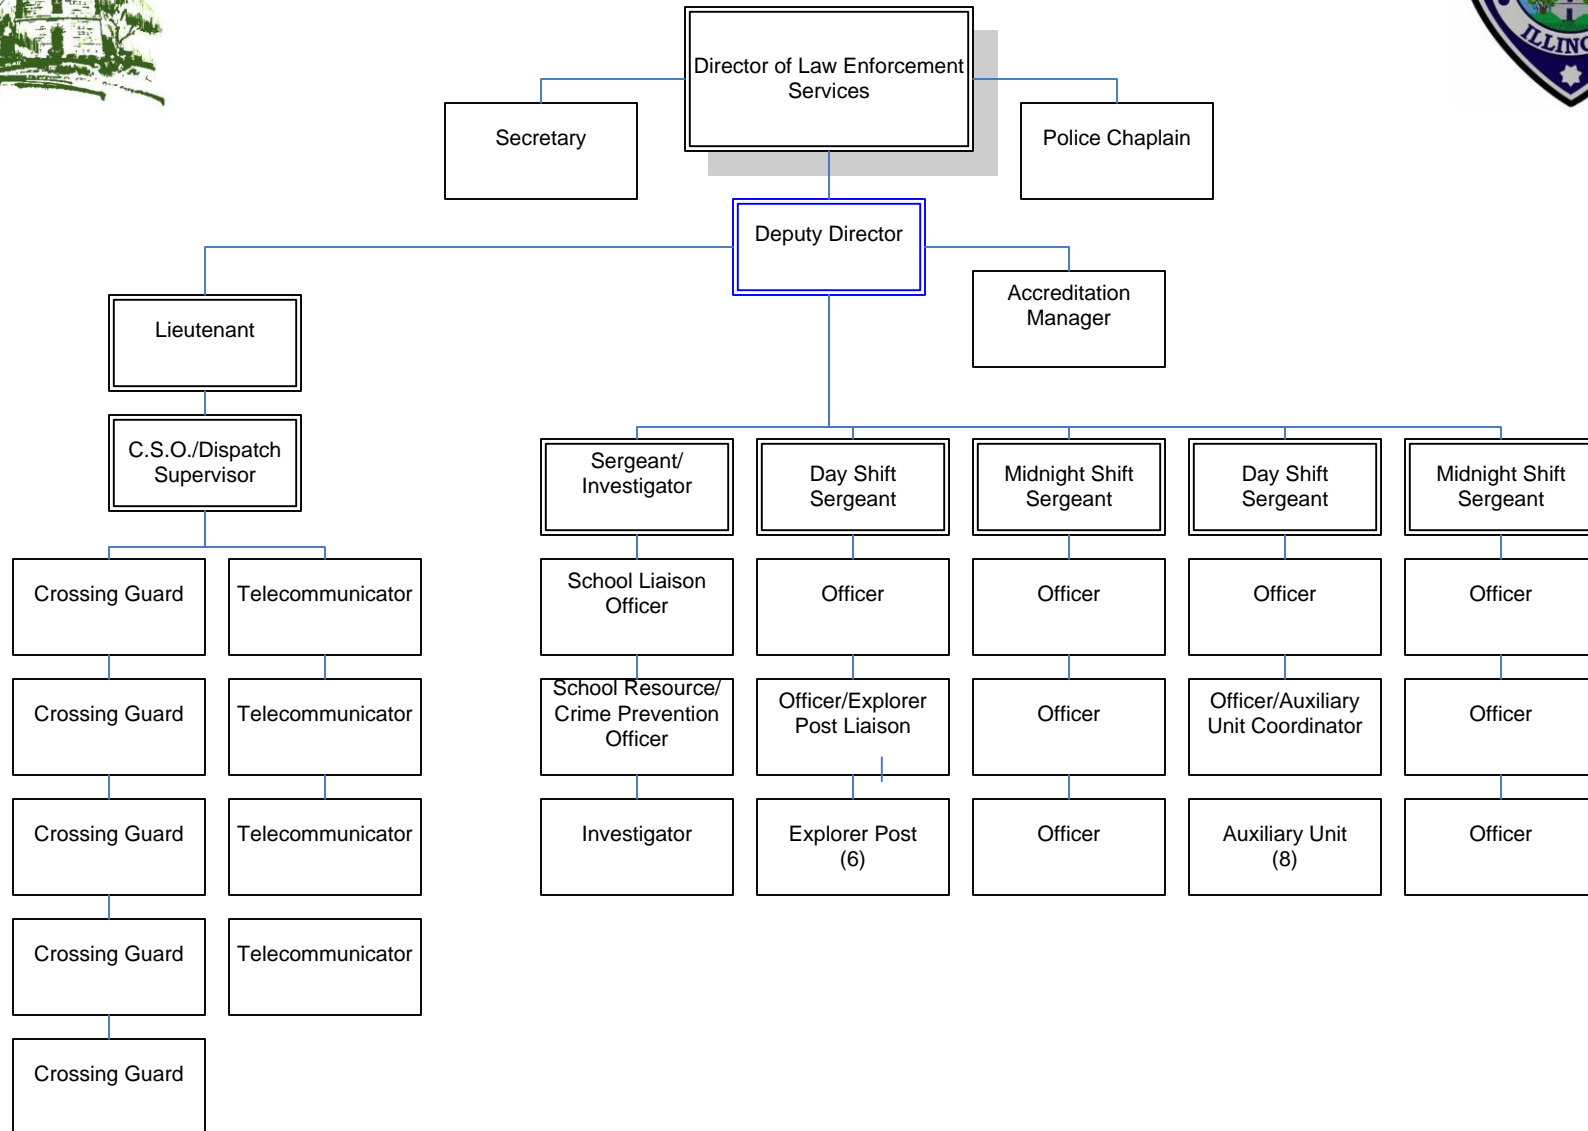 Director of Law Enforcement
Services
Secretary
Police Chaplain
Deputy Director
Accreditation
Manager
Lieutenant
C.S.O./Dispatch
Supervisor
Sergeant/
Investigator
Day Shift
Sergeant
Midnight Shift
Sergeant
Day Shift
Sergeant
Midnight Shift
Sergeant
Crossing Guard
Telecommunicator
School Liaison
Officer
Officer
Officer
Officer
Officer
Crossing Guard
Telecommunicator
School Resource/
Crime Prevention
Officer
Officer/Explorer
Post Liaison
Officer
Officer/Auxiliary
Unit Coordinator
Officer
Crossing Guard
Telecommunicator
Investigator
Explorer Post
(6)
Officer
Auxiliary Unit
(8)
Officer
Crossing Guard
Telecommunicator
Crossing Guard